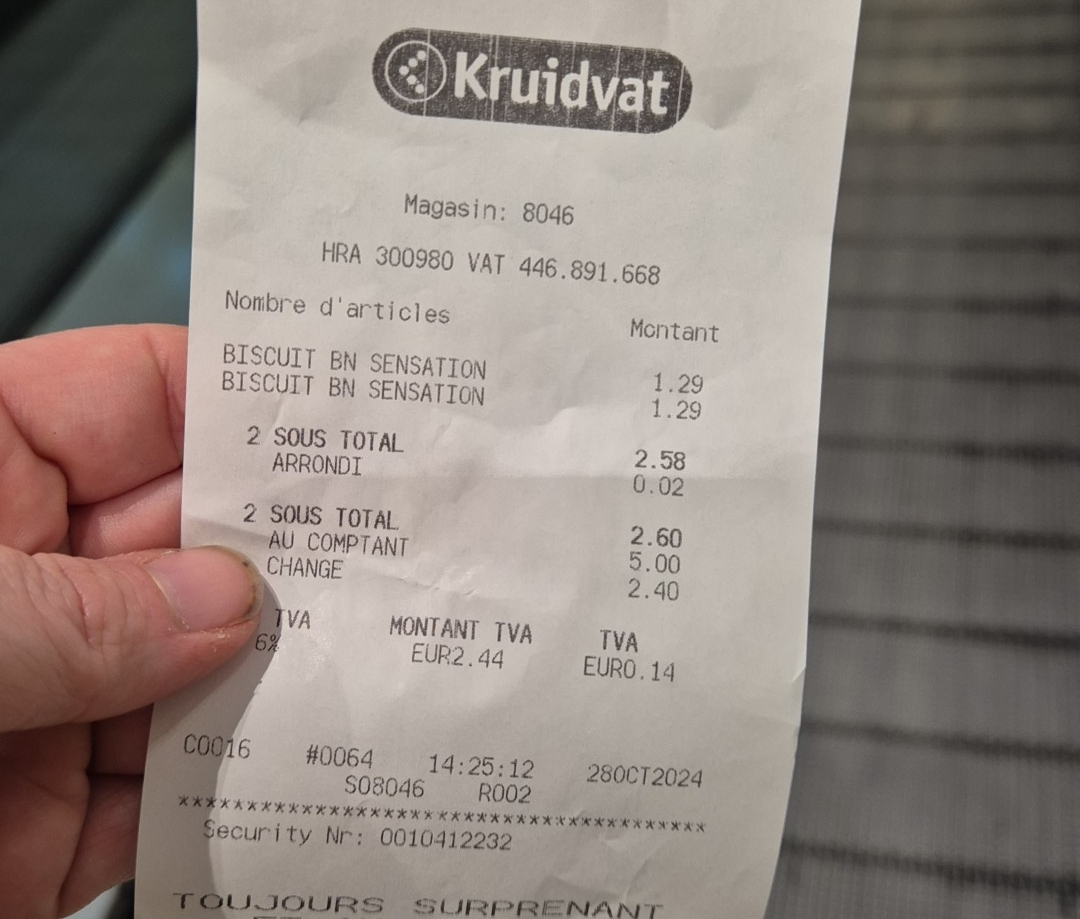 Kruidvat
Magasin: 8046
HRA 300980 VAT 446.891.668
Nombre d'articles Montant
BISCUIT BN SENSATION 1.29
BISCUIT BN SENSATION 1.29
2 SOUS TOTAL 2.58
ARRONDI 0.02
2 SOUS TOTAL 2.60
AU COMPTANT 5.00
CHANGE 2.40
TVA MONTANT TVA TVA
6% EUR2.44 EUR0.14
C0016 #0064 14:25:12 28OCT2024
S08046 R002
****************************************
Security Nr: 0010412232
TOUJOURS SURPRENANT